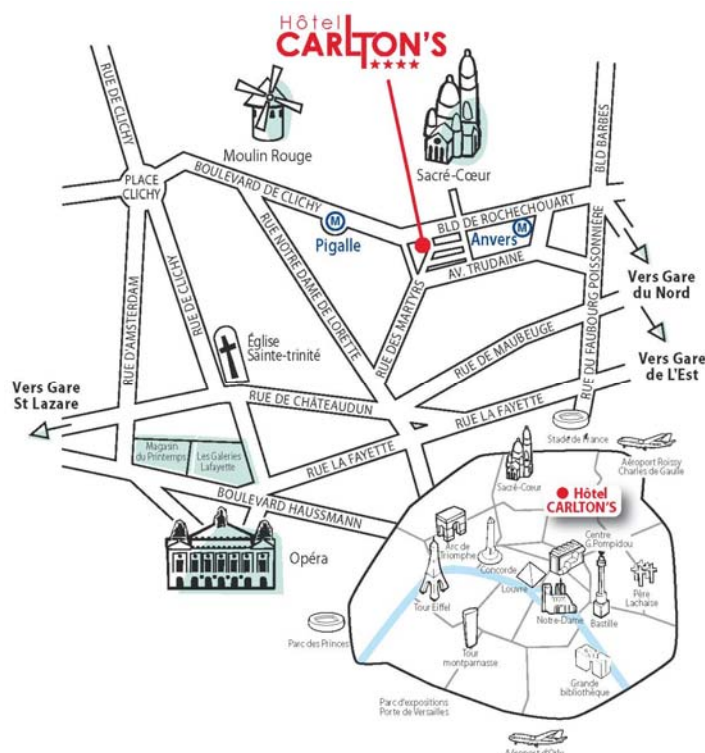 Hôtel
CARLTON'S
RUE DE CLICHY
Moulin Rouge
Sacré-Cœur
BLD BARBES
PLACE
CLICHY
BOULEVARD DE CLICHY
M
Pigalle
BLD DE ROCHECHOUART
Anvers
M
AV. TRUDAINE
RUE NOTRE DAME DE LORETTE
RUE DES MARTYRS
RUE DU FAUBOURG POISSONNIÈRE
Vers Gare
du Nord
RUE D'AMSTERDAM
RUE DE CLICHY
Église
Sainte-trinité
RUE DE MAUBEUGE
Vers Gare
de L'Est
Vers Gare
St Lazare
RUE DE CHÂTEAUDUN
RUE LA FAYETTE
Magasin
du Printemps
Les Galeries
Lafayette
RUE LA FAYETTE
BOULEVARD HAUSSMANN
Opéra
Stade de France
Aéroport Roissy
Charles de Gaulle
Sacré-Cœur
Hôtel
CARLTON'S
Arc de
Triomphe
Concorde
Centre
G.Pompidou
Louvre
Tour Eiffel
Notre-Dame
Bastille
Père
Lachaise
Parc des Princes
Tour
montparnasse
Grande
bibliothèque
Parc d'expositions
Porte de Versailles
Aéroport d'Orly